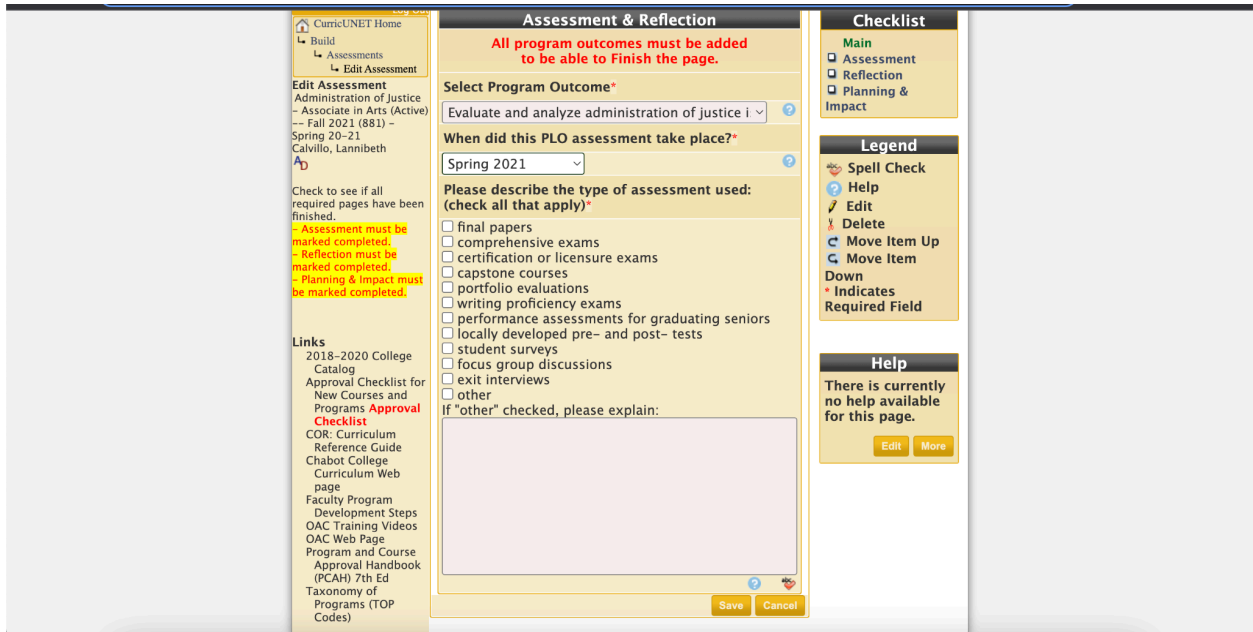 CurricUNET Home
Build
Assessments
Edit Assessment
Edit Assessment
Administration of Justice
– Associate in Arts (Active)
-- Fall 2021 (881) –
Spring 20–21
Calvillo, Lannibeth
AD
Check to see if all
required pages have been
finished.
– Assessment must be
marked completed.
– Reflection must be
marked completed.
– Planning & Impact must
be marked completed.
Links
2018–2020 College
Catalog
Approval Checklist for
New Courses and
Programs Approval
Checklist
COR: Curriculum
Reference Guide
Chabot College
Curriculum Web
page
Faculty Program
Development Steps
OAC Training Videos
OAC Web Page
Program and Course
Approval Handbook
(PCAH) 7th Ed
Taxonomy of
Programs (TOP
Codes)
Assessment & Reflection
All program outcomes must be added
to be able to Finish the page.
Select Program Outcome*
Evaluate and analyze administration of justice i
When did this PLO assessment take place?*
Spring 2021
Please describe the type of assessment used:
(check all that apply)*
final papers
comprehensive exams
certification or licensure exams
capstone courses
portfolio evaluations
writing proficiency exams
performance assessments for graduating seniors
locally developed pre– and post– tests
student surveys
focus group discussions
exit interviews
other
If "other" checked, please explain:
Save Cancel
Checklist
Main
Assessment
Reflection
Planning &
Impact
Legend
Spell Check
Help
Edit
Delete
Move Item Up
Move Item
Down
* Indicates
Required Field
Help
There is currently
no help available
for this page.
Edit More